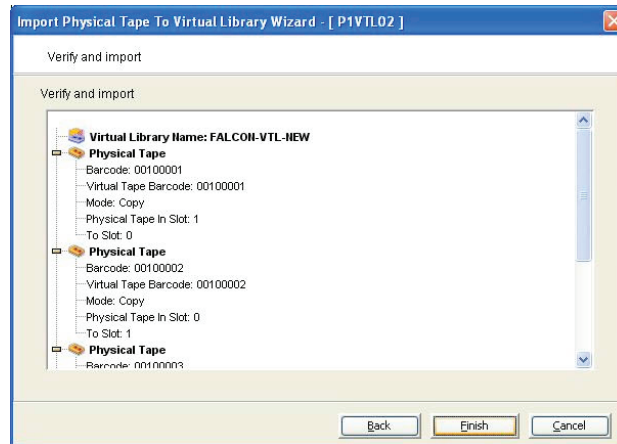 Import Physical Tape To Virtual Library Wizard - [ P1VTL02 ]
Verify and import
Verify and import
Virtual Library Name: FALCON-VTL-NEW
Physical Tape
Barcode: 00100001
Virtual Tape Barcode: 00100001
Mode: Copy
Physical Tape In Slot: 1
To Slot: 0
Physical Tape
Barcode: 00100002
Virtual Tape Barcode: 00100002
Mode: Copy
Physical Tape In Slot: 0
To Slot: 1
Physical Tape
Barcode: 00100003
Back Finish Cancel